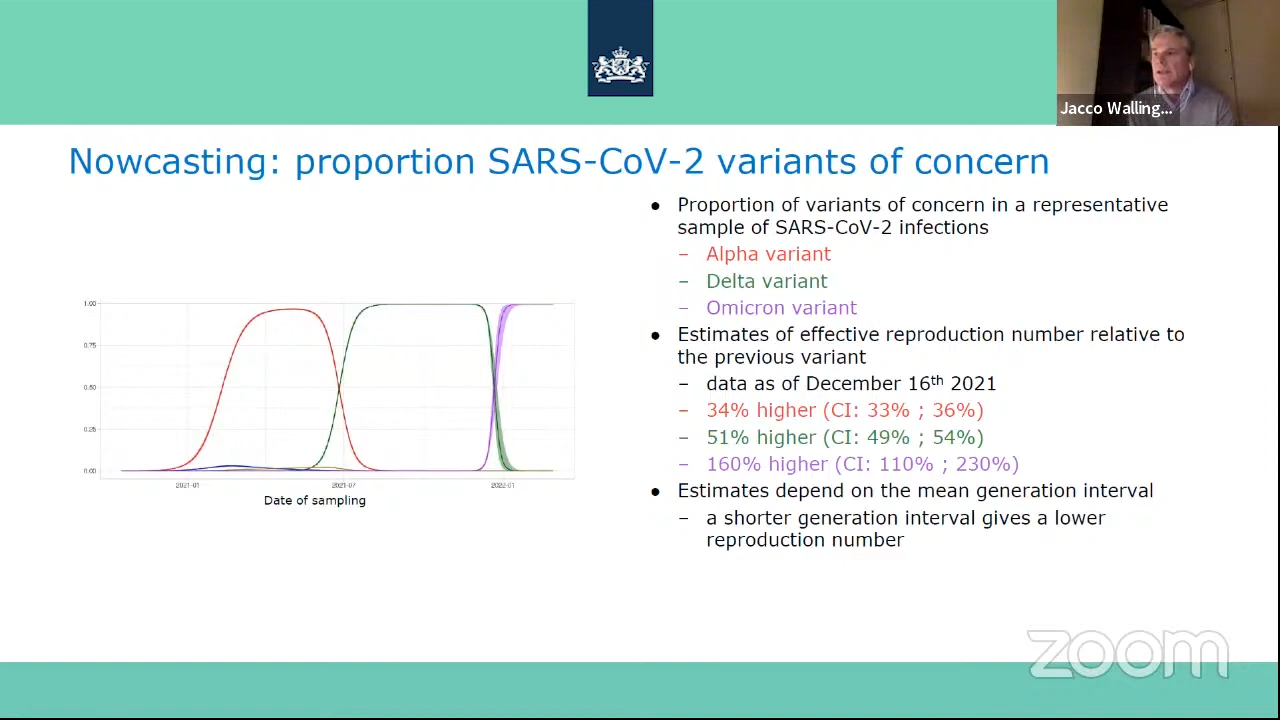 Jacco Walling...
Nowcasting: proportion SARS-CoV-2 variants of concern
● Proportion of variants of concern in a representative
sample of SARS-CoV-2 infections
– Alpha variant
– Delta variant
– Omicron variant
● Estimates of effective reproduction number relative to
the previous variant
– data as of December 16th 2021
– 34% higher (CI: 33% ; 36%)
– 51% higher (CI: 49% ; 54%)
– 160% higher (CI: 110% ; 230%)
● Estimates depend on the mean generation interval
– a shorter generation interval gives a lower
reproduction number
1.00
0.75
0.50
0.25
0.00
2021-01 2021-07 2022-01
Date of sampling
zoom